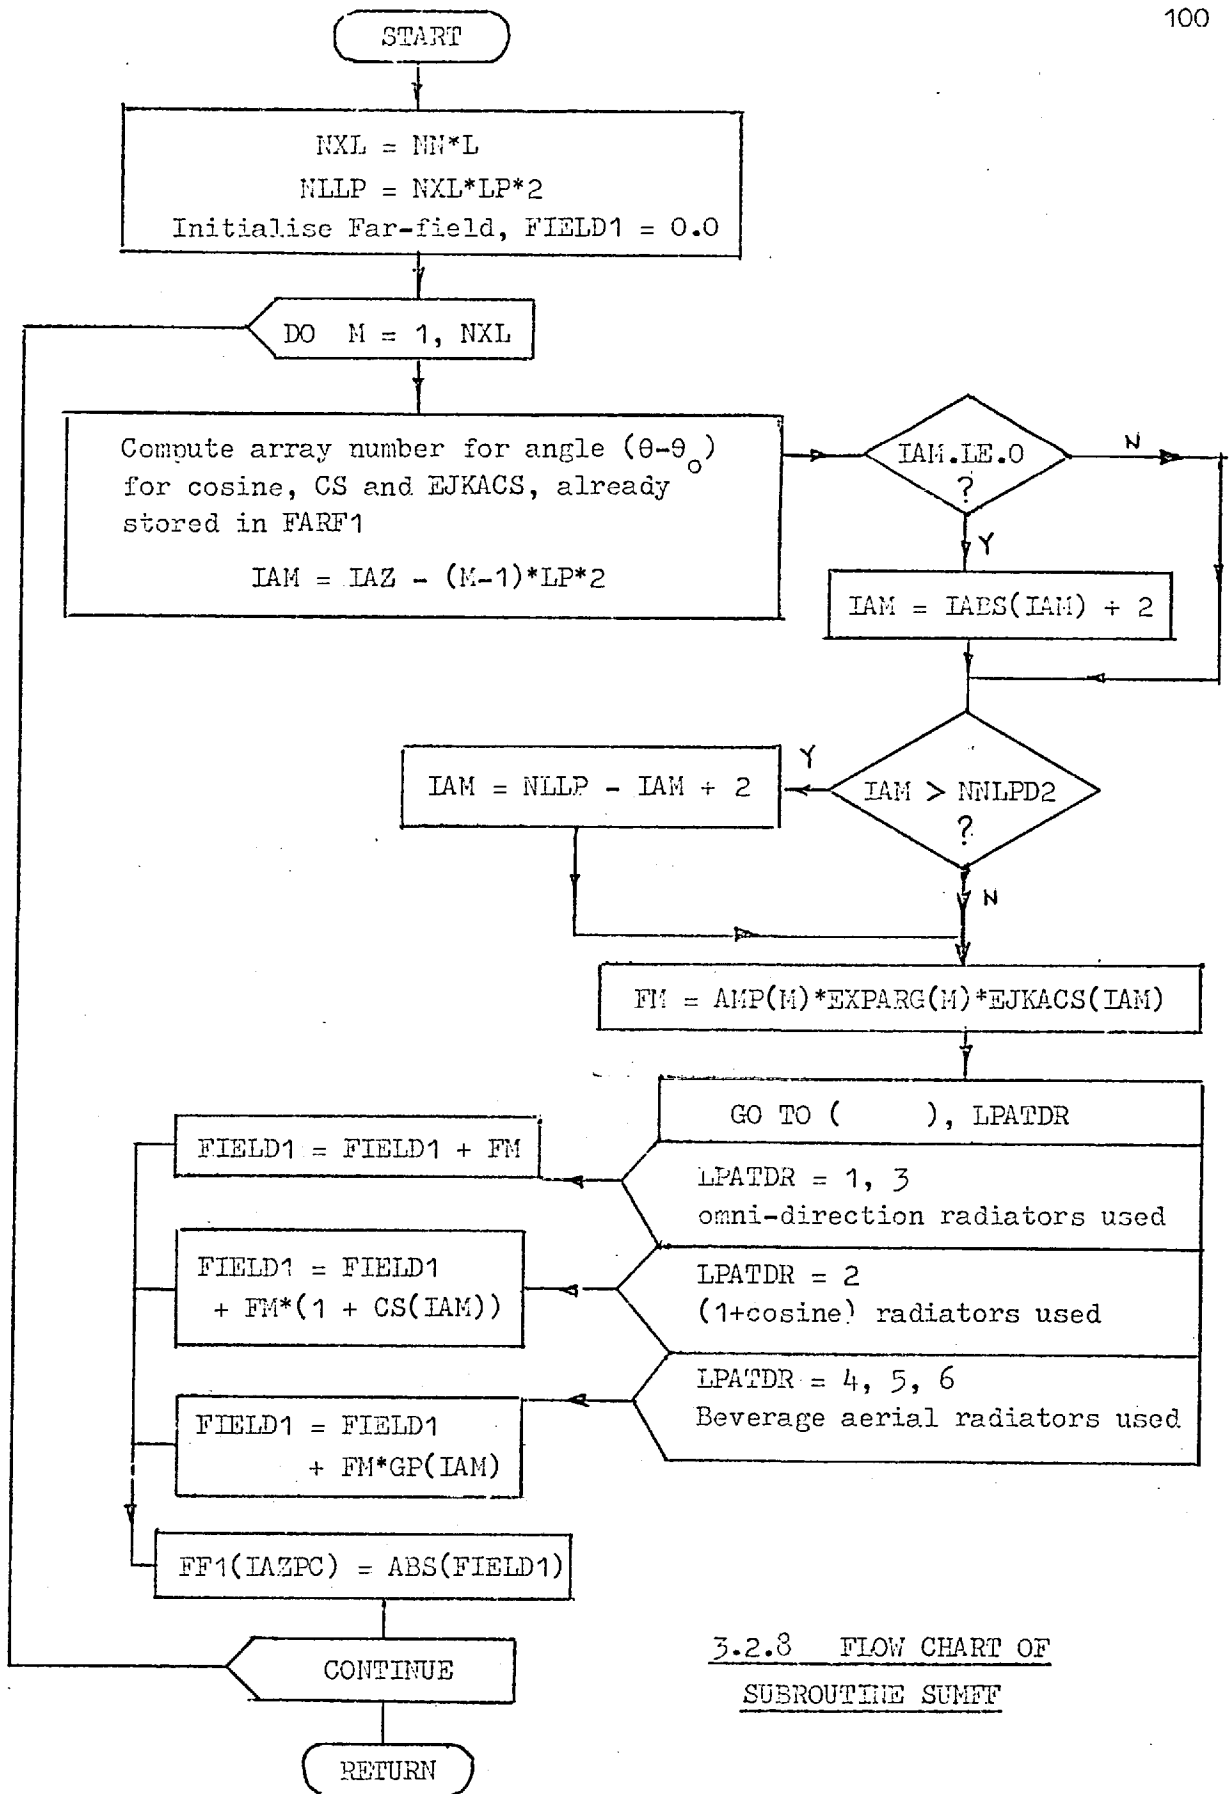 100
START
NXL = NN*L
NLLP = NXL*LP*2
Initialise Far-field, FIELD1 = 0.0
DO M = 1, NXL
Compute array number for angle (θ-θo)
for cosine, CS and EJKACS, already
stored in FARF1
IAM = IAZ - (M-1)*LP*2
IAM.LE.0
?
N
Y
IAM = IABS(IAM) + 2
IAM > NNLPD2
?
Y
IAM = NLLP - IAM + 2
N
FM = AMP(M)*EXPARG(M)*EJKACS(IAM)
GO TO ( ), LPATDR
LPATDR = 1, 3
omni-direction radiators used
FIELD1 = FIELD1 + FM
LPATDR = 2
(1+cosine) radiators used
FIELD1 = FIELD1
+ FM*(1 + CS(IAM))
LPATDR = 4, 5, 6
Beverage aerial radiators used
FIELD1 = FIELD1
+ FM*GP(IAM)
FF1(IAZPC) = ABS(FIELD1)
CONTINUE
RETURN
3.2.8 FLOW CHART OF
SUBROUTINE SUMFF